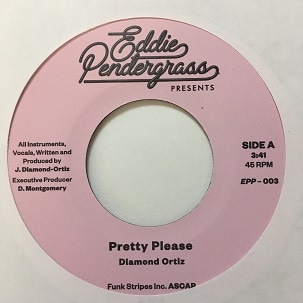 Eddie
Pendergrass
PRESENTS
All Instruments,
Vocals, Written and
Produced by
J. Diamond-Ortiz
Executive Producer
D. Montgomery
SIDE A
3:41
45 RPM
EPP - 003
Pretty Please
Diamond Ortiz
Funk Stripes Inc. ASCAP